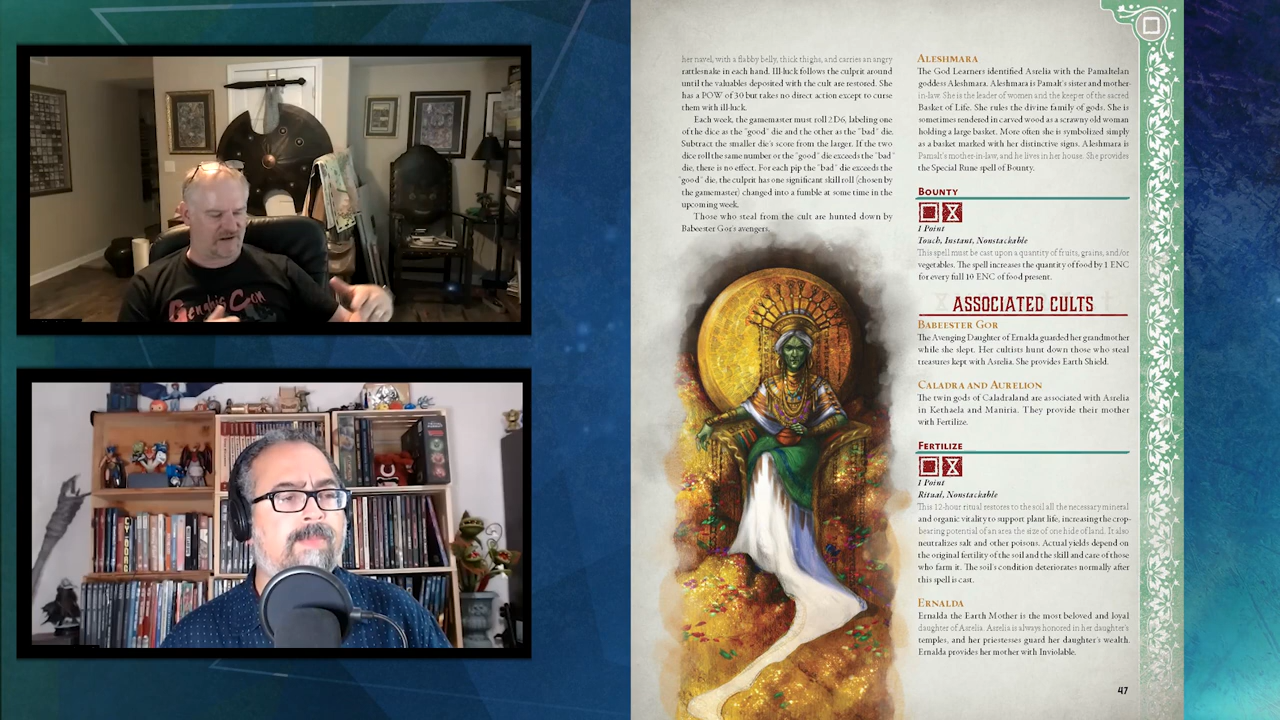 Genghis Con
her navel, with a flabby belly, thick thighs, and carries an angry
rattlesnake in each hand. Ill-luck follows the culprit around
until the valuables deposited with the cult are restored. She
has a POW of 30 but takes no direct action except to curse
them with ill-luck.
Each week, the gamemaster must roll 2D6, labeling one
of the dice as the "good" die and the other as the "bad" die.
Subtract the smaller die's score from the larger. If the two
dice roll the same number or the "good" die exceeds the "bad"
die, there is no effect. For each pip the "bad" die exceeds the
"good" die, the culprit has one significant skill roll (chosen by
the gamemaster) changed into a fumble at some time in the
upcoming week.
Those who steal from the cult are hunted down by
Babeester Gor's avengers.
ALESHMARA
The God Learners identified Asrelia with the Pamaltelan
goddess Aleshmara. Aleshmara is Pamalt's sister and mother-
in-law. She is the leader of women and the keeper of the sacred
Basket of Life. She rules the divine family of gods. She is
sometimes rendered in carved wood as a scrawny old woman
holding a large basket. More often she is symbolized simply
as a basket marked with her distinctive signs. Aleshmara is
Pamalt's mother-in-law, and he lives in her house. She provides
the Special Rune spell of Bounty.
BOUNTY
1 Point
Touch, Instant, Nonstackable
This spell must be cast upon a quantity of fruits, grains, and/or
vegetables. The spell increases the quantity of food by 1 ENC
for every full 10 ENC of food present.
ASSOCIATED CULTS
BABEESTER GOR
The Avenging Daughter of Ernalda guarded her grandmother
while she slept. Her cultists hunt down those who steal
treasures kept with Asrelia. She provides Earth Shield.
CALADRA AND AURELION
The twin gods of Caladraland are associated with Asrelia
in Kethaela and Maniria. They provide their mother
with Fertilize.
FERTILIZE
1 Point
Ritual, Nonstackable
This 12-hour ritual restores to the soil all the necessary mineral
and organic vitality to support plant life, increasing the crop-
bearing potential of an area the size of one hide of land. It also
neutralizes salt and other poisons. Actual yields depend on
the original fertility of the soil and the skill and care of those
who farm it. The soil's condition deteriorates normally after
this spell is cast.
ERNALDA
Ernalda the Earth Mother is the most beloved and loyal
daughter of Asrelia. Asrelia is always honored in her daughter's
temples, and her priestesses guard her daughter's wealth.
Ernalda provides her mother with Inviolable.
47